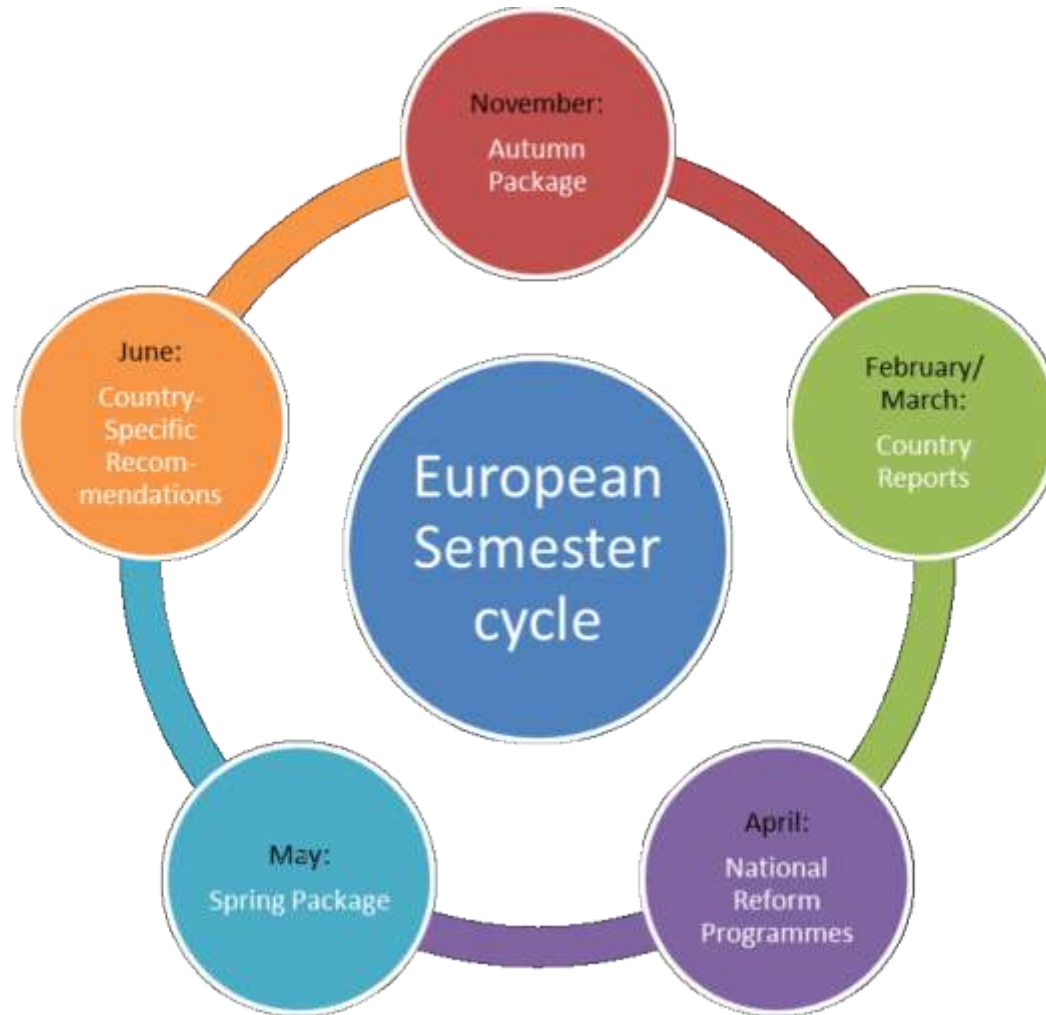 November:
Autumn
Package
February/
March:
Country
Reports
April:
National
Reform
Programmes
May:
Spring Package
June:
Country-
Specific
Recom-
mendations
European
Semester
cycle